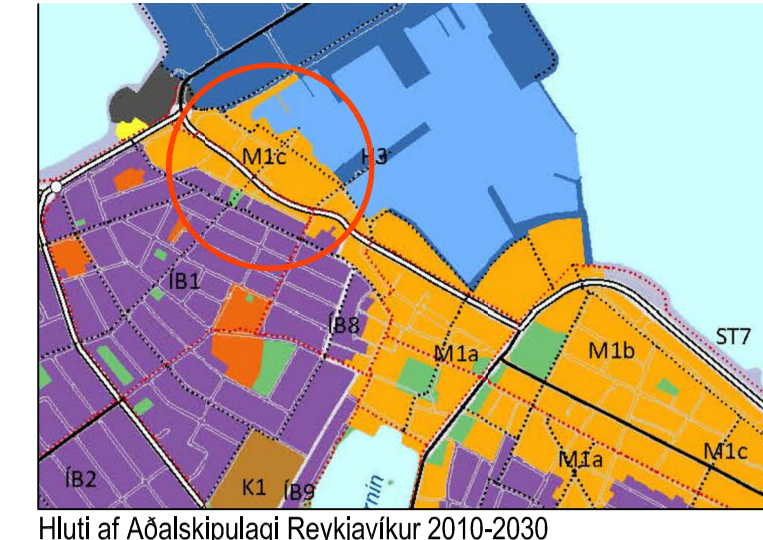 M1c
H3
ÍB1
ÍB8
M1a
M1b
ST7
M1a
M1c
ÍB2
K1
ÍB9
Hluti af Aðalskipulagi Reykjavíkur 2010-2030